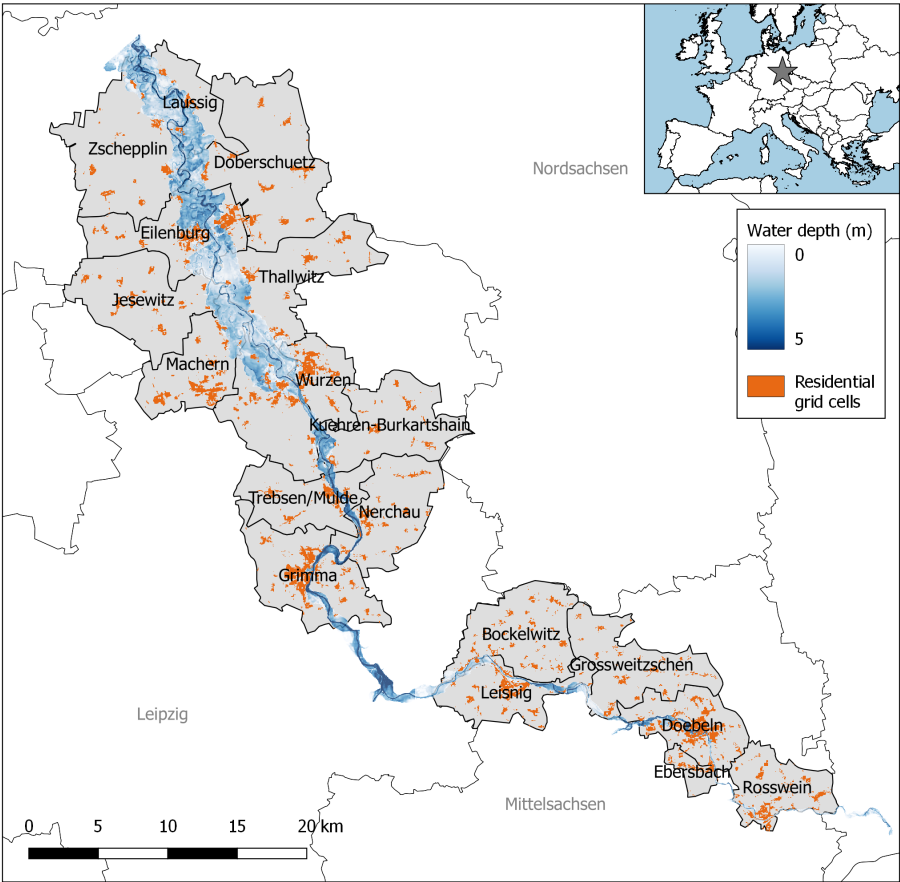 Laussig
Zschepplin
Doberschuetz
Nordsachsen
Eilenburg
Water depth (m)
0
5
Thallwitz
Jesewitz
Machern
Wurzen
Residential
grid cells
Kuehren-Burkartshain
Trebsen/Mulde
Nerchau
Grimma
Bockelwitz
Grossweitzschen
Leisnig
Leipzig
Doebeln
Ebersbach
Rosswein
Mittelsachsen
0 5 10 15 20 km